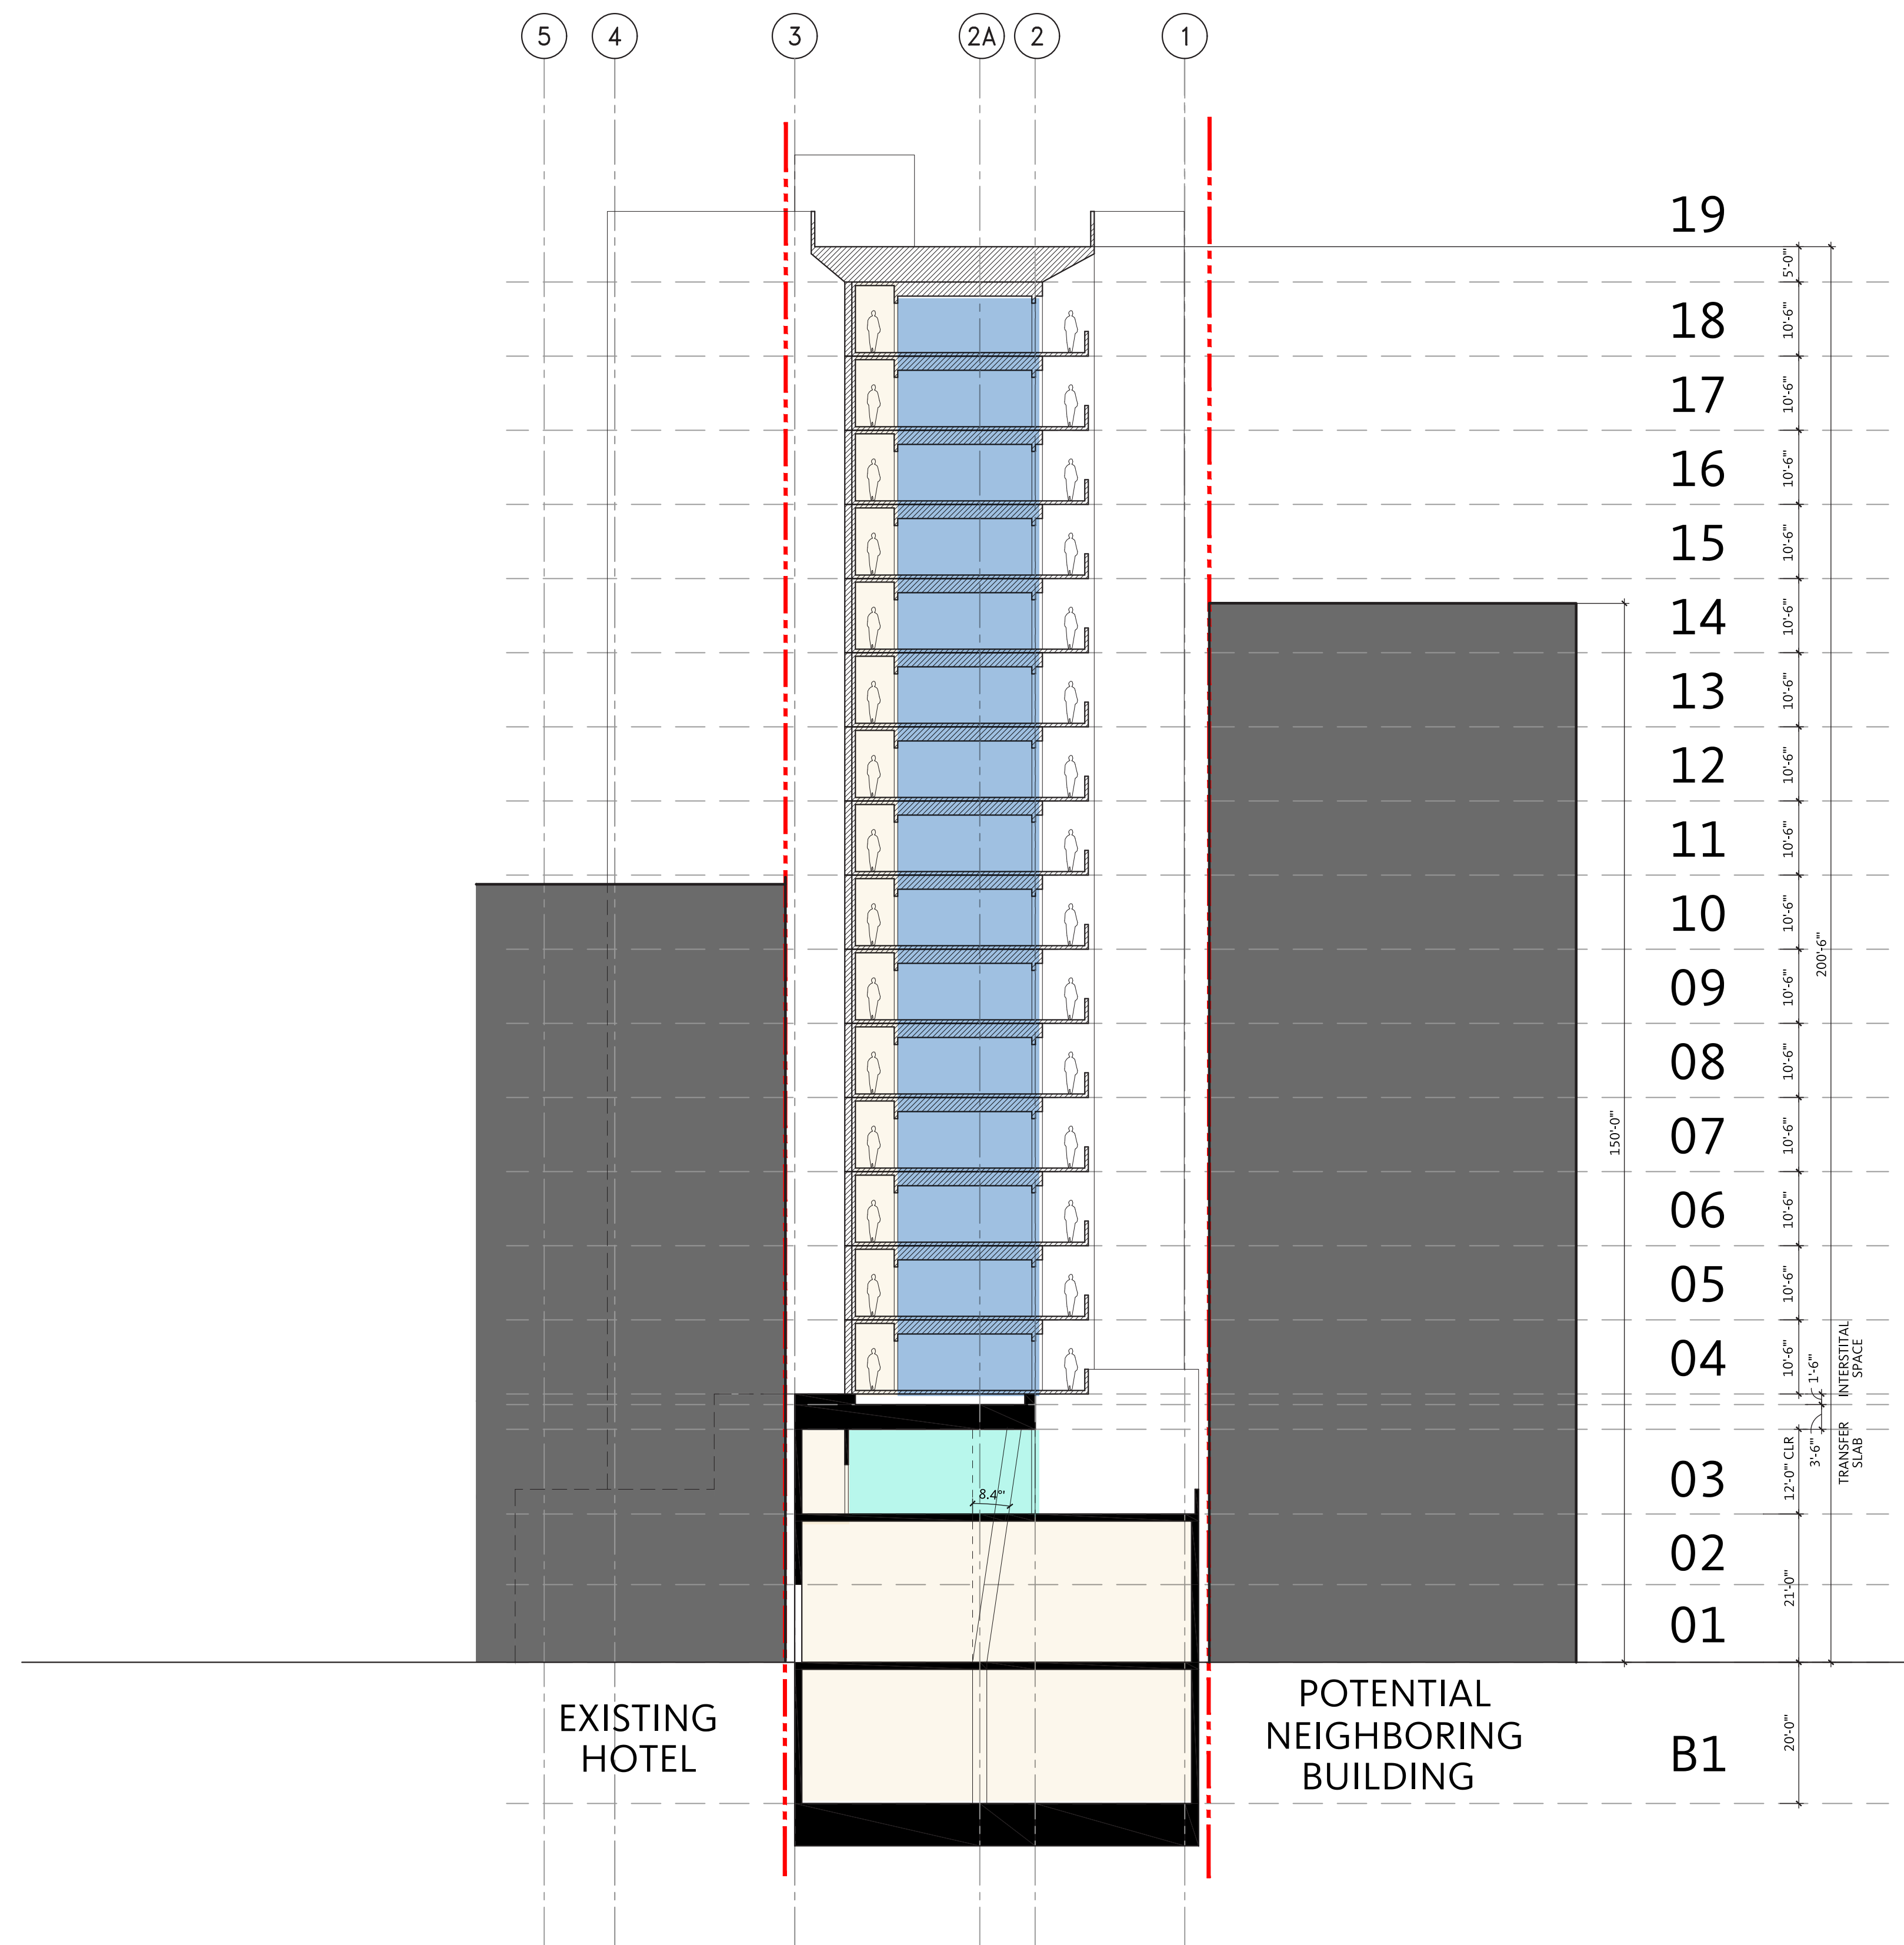 5 4 3 2A 2 1
19
5'-0"'
18 10'-6"'
17 10'-6"'
16 10'-6"'
15 10'-6"'
14 10'-6"'
13 10'-6"'
12 10'-6"'
11 10'-6"'
10 10'-6"'
200'-6"'
09 10'-6"'
08 10'-6"'
150'-0"'
07 10'-6"'
06 10'-6"'
05 10'-6"'
04 10'-6"'
1'-6"'
INTERSTITAL
SPACE
3'-6"'
TRANSFER
SLAB
03 12'-0"' CLR
8.4°'
02
21'-0"'
01
EXISTING
HOTEL
POTENTIAL
NEIGHBORING
BUILDING
B1 20'-0"'